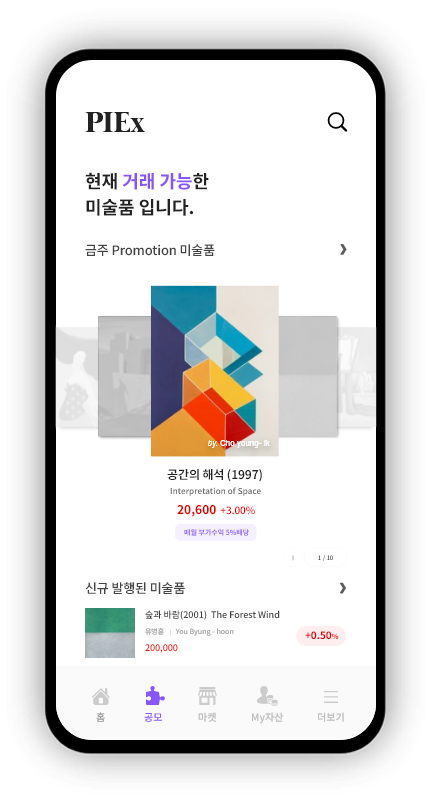 PIEx
현재 거래 가능한
미술품 입니다.
금주 Promotion 미술품
by. Cho young- Ik
공간의 해석 (1997)
Interpretation of Space
20,600 +3.00%
매월 부가수익 5%배당
1 / 10
신규 발행된 미술품
숲과 바람(2001) The Forest Wind
유병훈 | You Byung - hoon
200,000
+0.50%
홈 공모 마켓 My자산 더보기